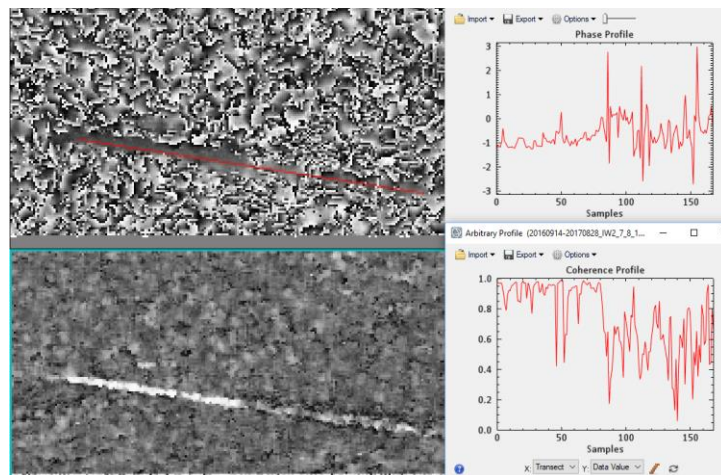 Import Export Options
Phase Profile
3
2
1
0
-1
-2
-3
0 50 100 150
Samples
Arbitrary Profile (20160914-20170828_IW2_7_8_1...
Import Export Options
Coherence Profile
1.0
0.8
0.6
0.4
0.2
0.0
0 50 100 150
Samples
X: Transect Y: Data Value